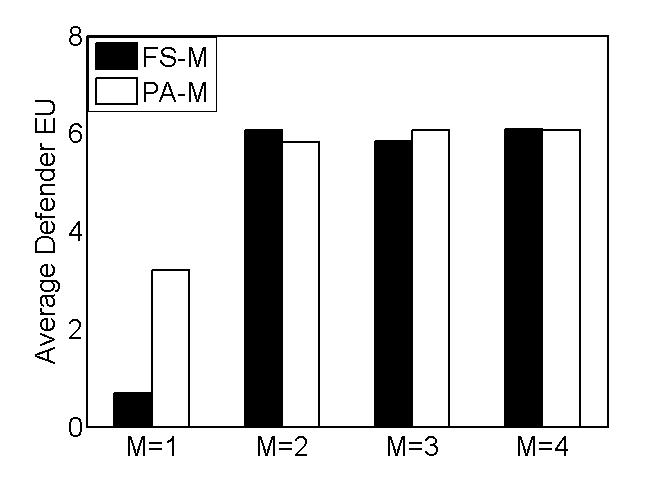 8
FS-M
PA-M
6
4
2
0
Average Defender EU
M=1 M=2 M=3 M=4